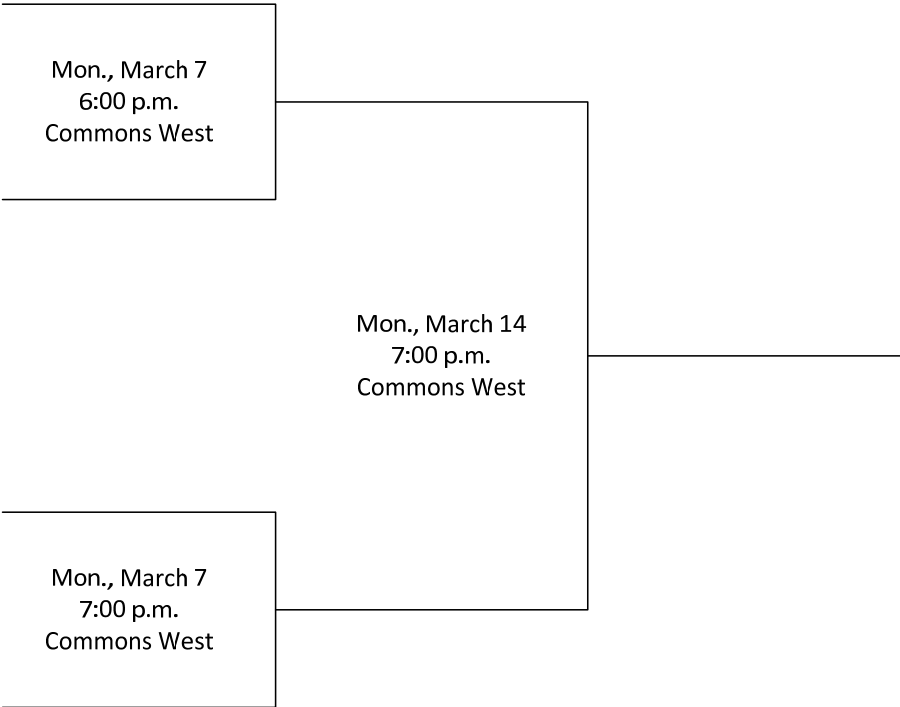 Mon., March 7
6:00 p.m.
Commons West
Mon., March 14
7:00 p.m.
Commons West
Mon., March 7
7:00 p.m.
Commons West